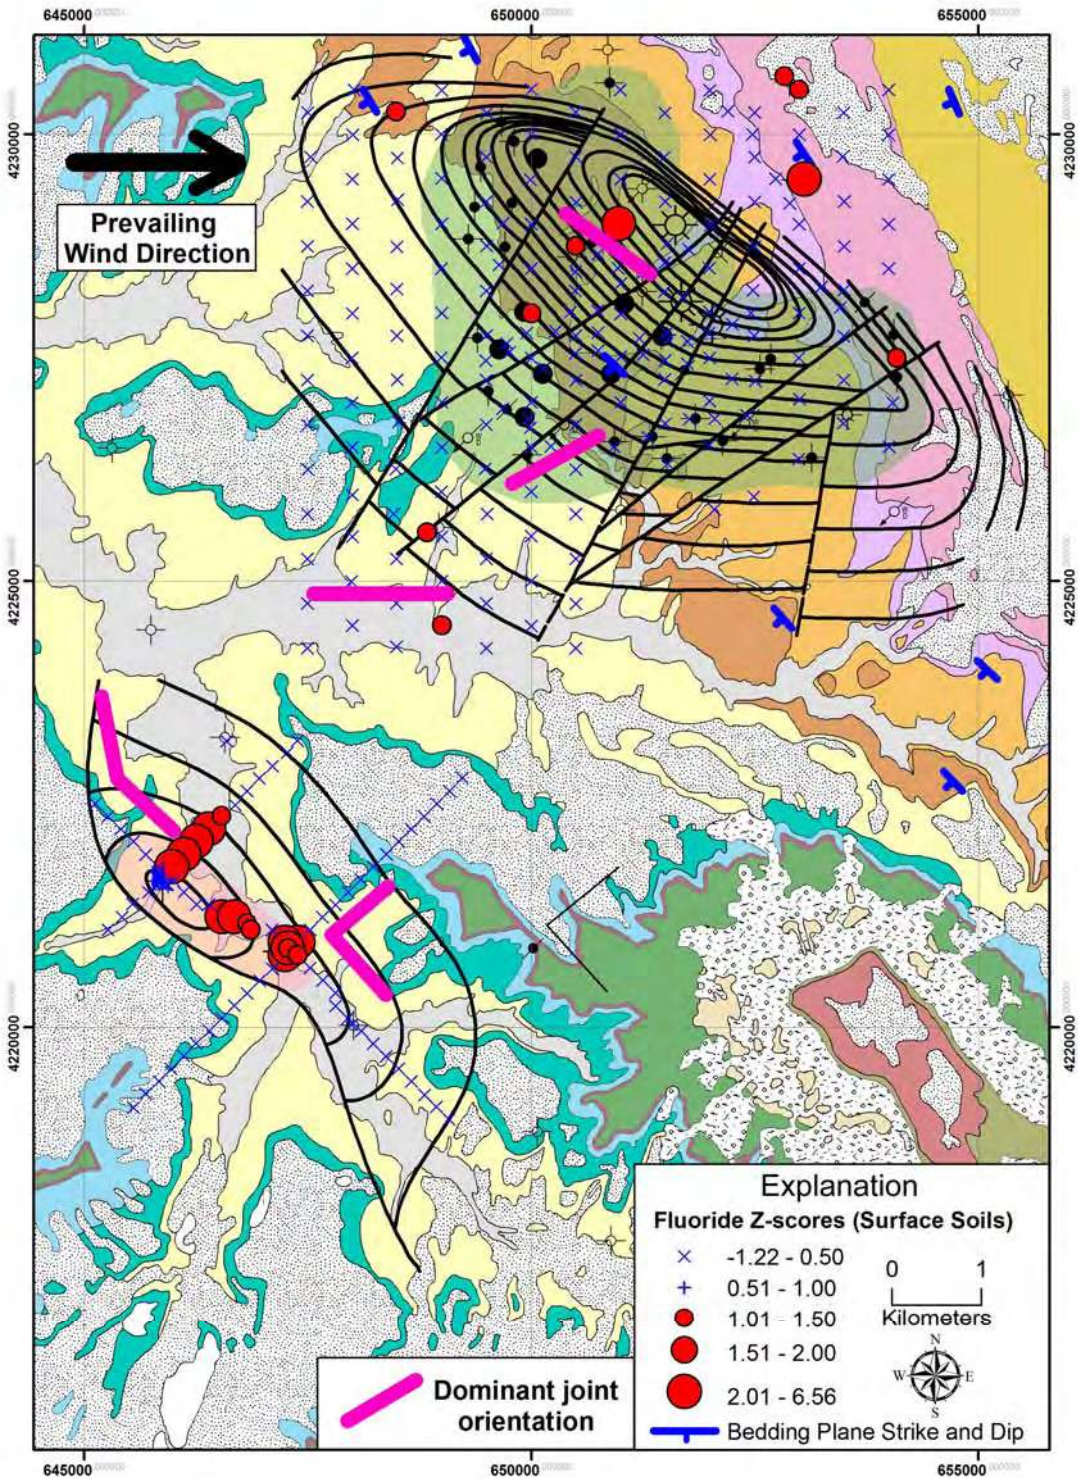 645000
650000
655000
4230000
4230000
Prevailing
Wind Direction
4225000
4225000
4220000
4220000
Explanation
Fluoride Z-scores (Surface Soils)
-1.22 - 0.50
0.51 - 1.00
1.01 - 1.50
1.51 - 2.00
2.01 - 6.56
0 1
Kilometers
N
W E
S
Bedding Plane Strike and Dip
Dominant joint
orientation
645000
650000
655000